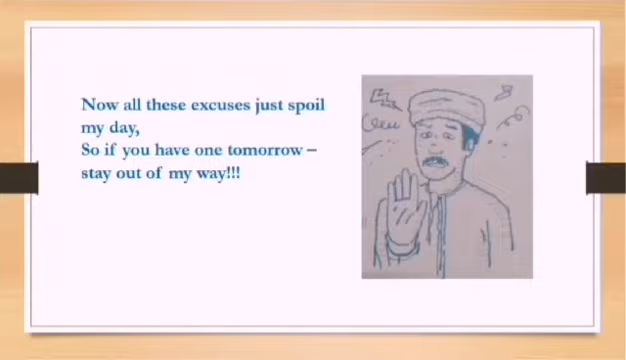 Now all these excuses just spoil
my day,
So if you have one tomorrow –
stay out of my way!!!